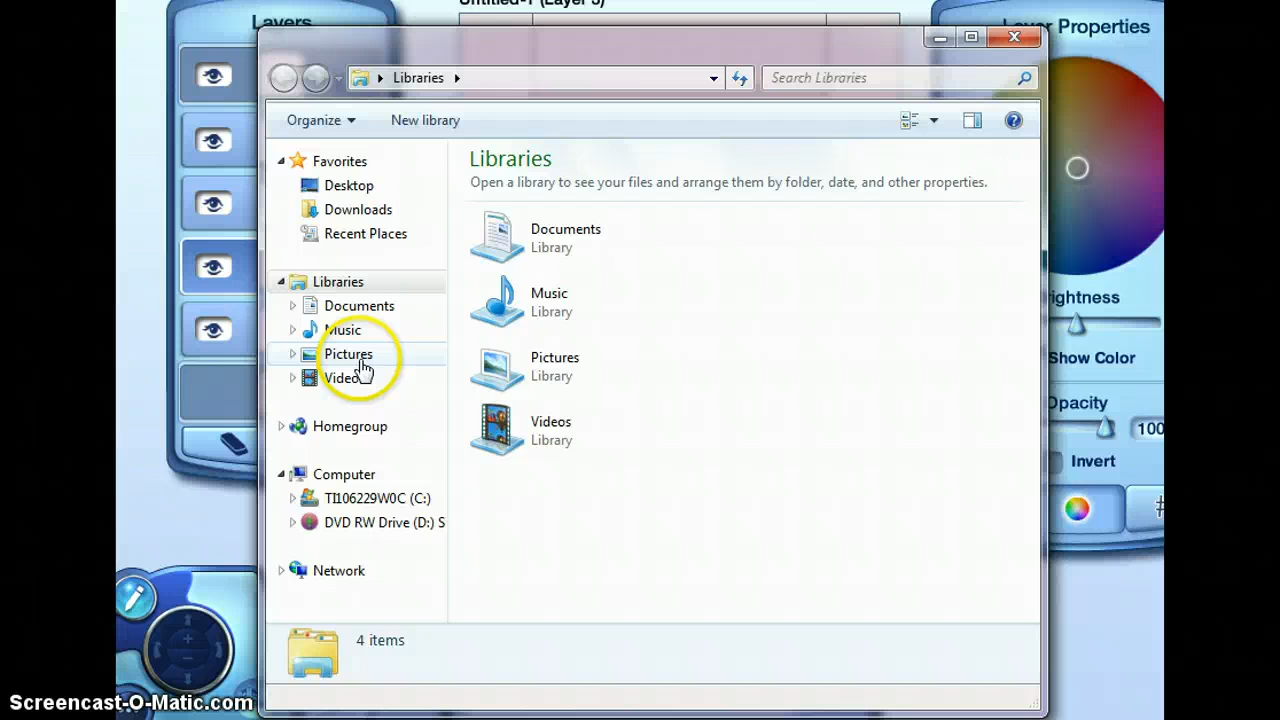 Untitled-1 (Layer 5)
Layers
Layer Properties
Libraries
Search Libraries
Organize
New library
Favorites
Desktop
Downloads
Recent Places
Libraries
Documents
Music
Pictures
Homegroup
Computer
TI106229W0C (C:)
DVD RW Drive (D:) S
Network
Libraries
Open a library to see your files and arrange them by folder, date, and other properties.
Documents
Library
Music
Library
Pictures
Library
Videos
Library
4 items
rightness
Show Color
Opacity
100
Invert
#
Screencast-O-Matic.com